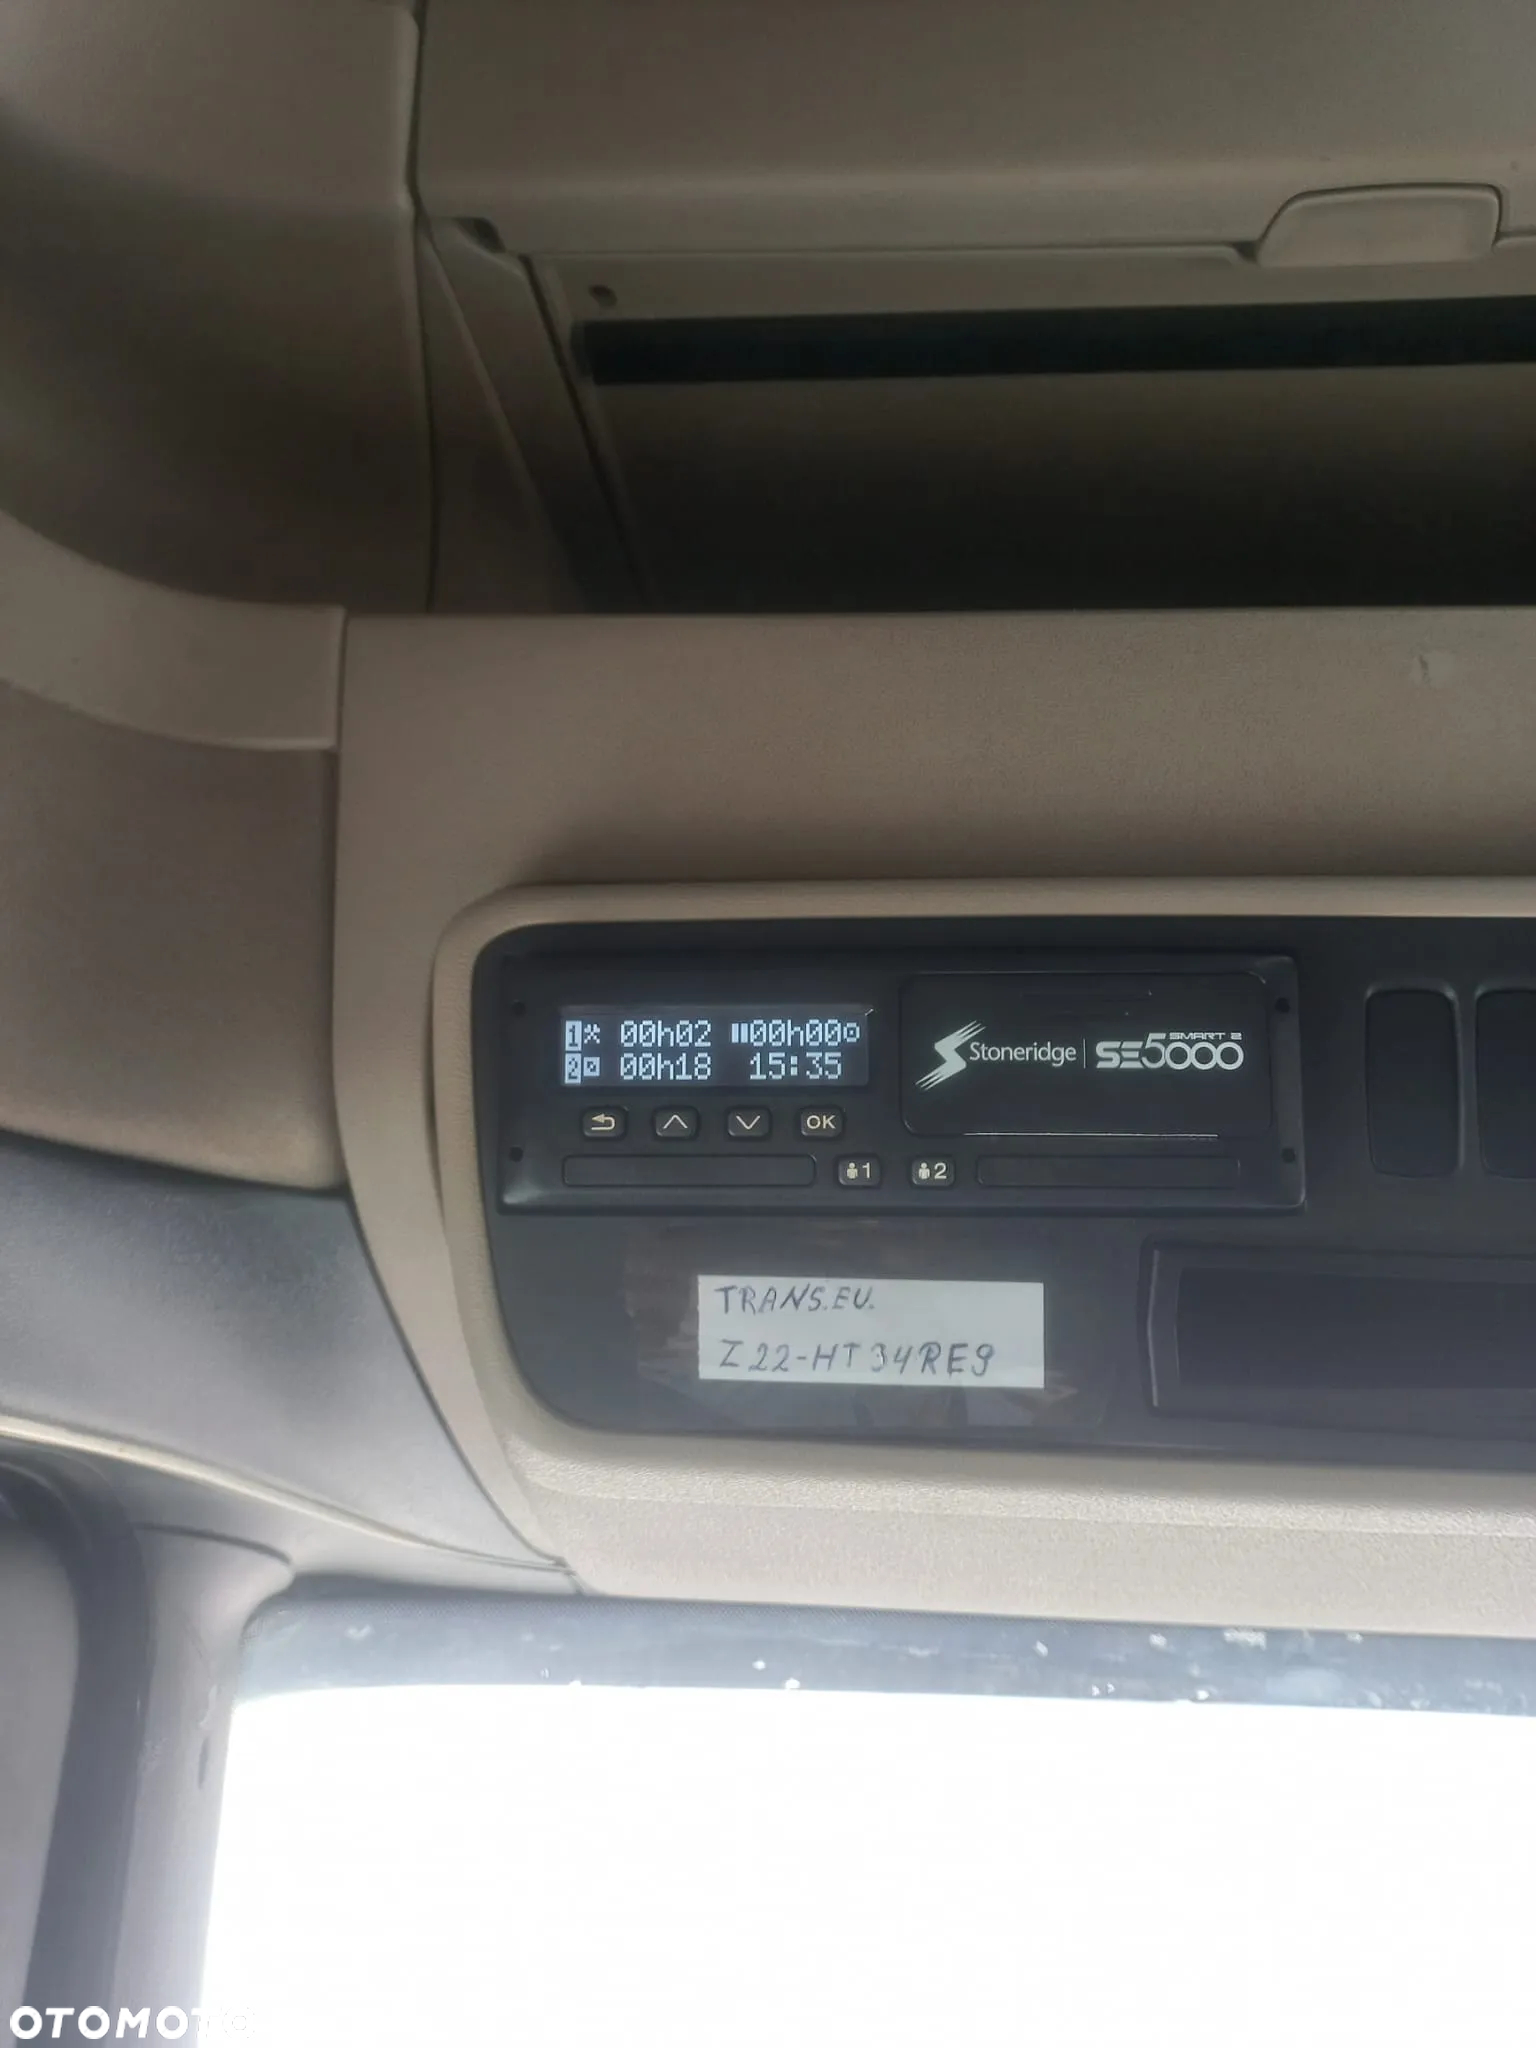 1 00h02 00h00
2 00h18 15:35
Stoneridge SE5000
SMART 2
OK
1 2
TRANS.EU.
Z22-HT34RE9
OTOMOTO